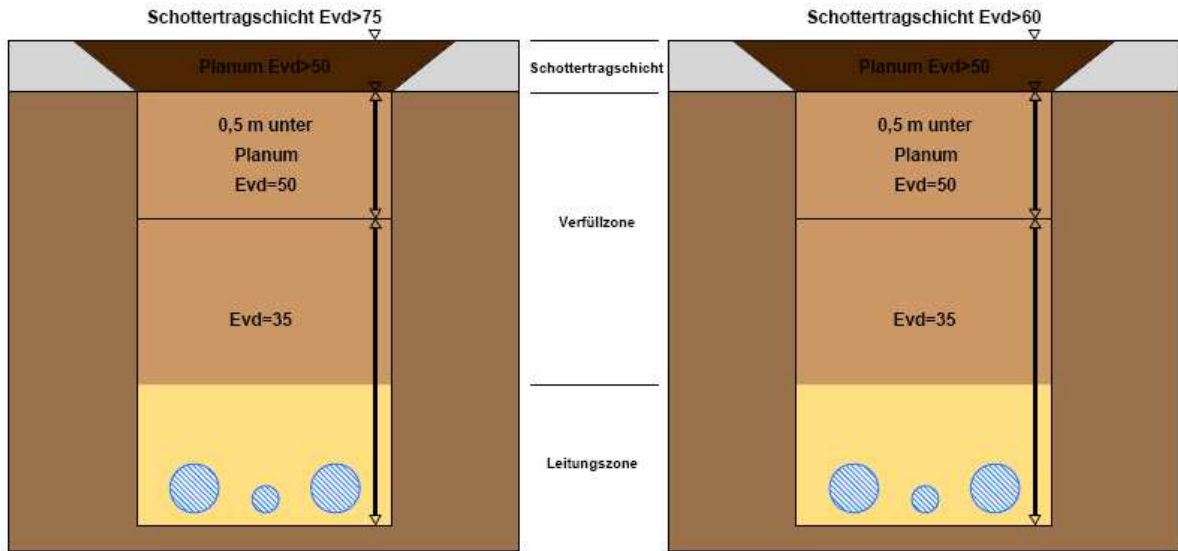 Schottertragschicht Evd>75
Planum Evd>50
0,5 m unter
Planum
Evd=50
Evd=35
Schottertragschicht
Verfüllzone
Leitungszone
Schottertragschicht Evd>60
Planum Evd>50
0,5 m unter
Planum
Evd=50
Evd=35